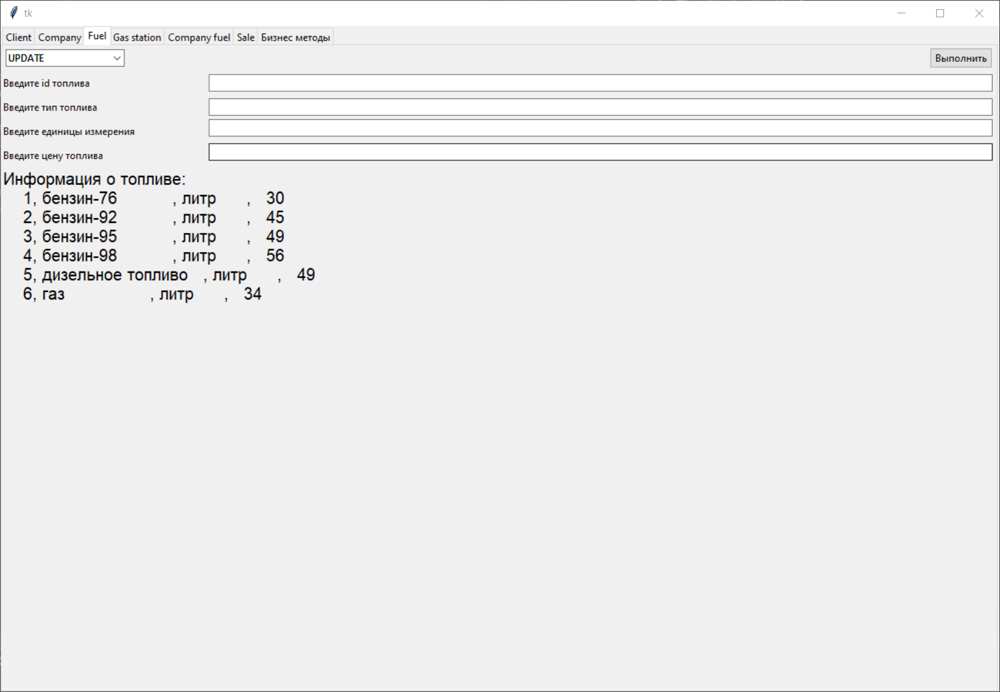 tk
Client Company Fuel Gas station Company fuel Sale Бизнес методы
UPDATE Выполнить
Введите id топлива
Введите тип топлива
Введите единицы измерения
Введите цену топлива
Информация о топливе:
1, бензин-76 , литр , 30
2, бензин-92 , литр , 45
3, бензин-95 , литр , 49
4, бензин-98 , литр , 56
5, дизельное топливо , литр , 49
6, газ , литр , 34